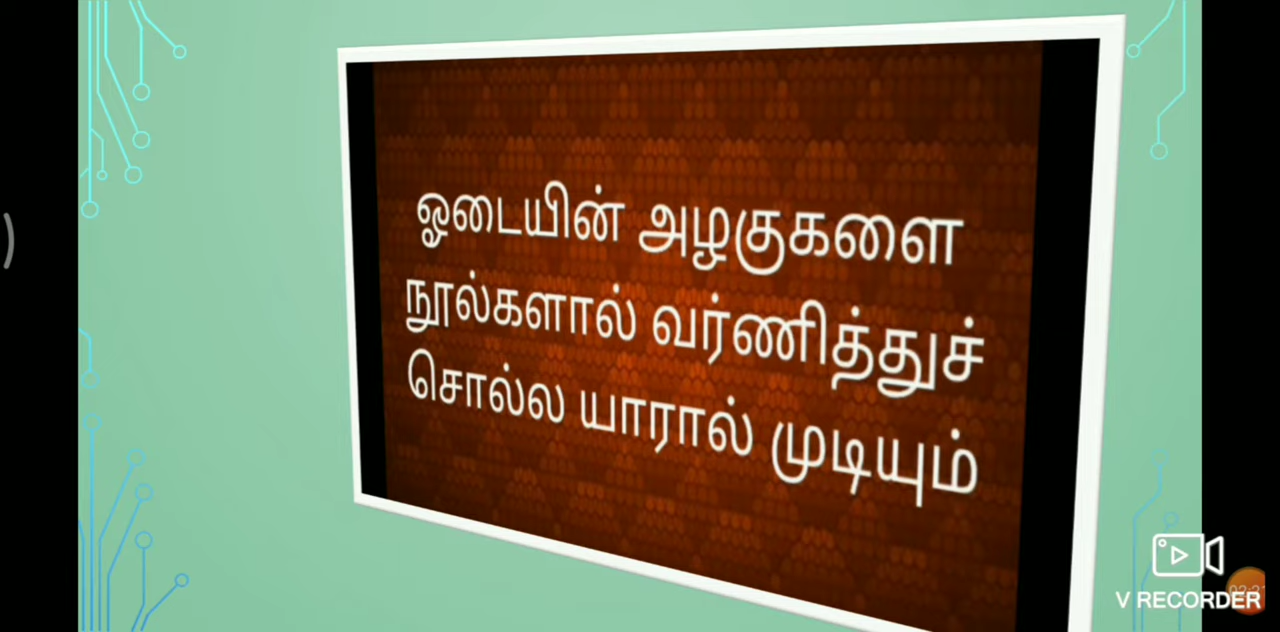 ஓடையின் அழகுகளை
நூல்களால் வர்ணித்துச்
சொல்ல யாரால் முடியும்
V RECORDER